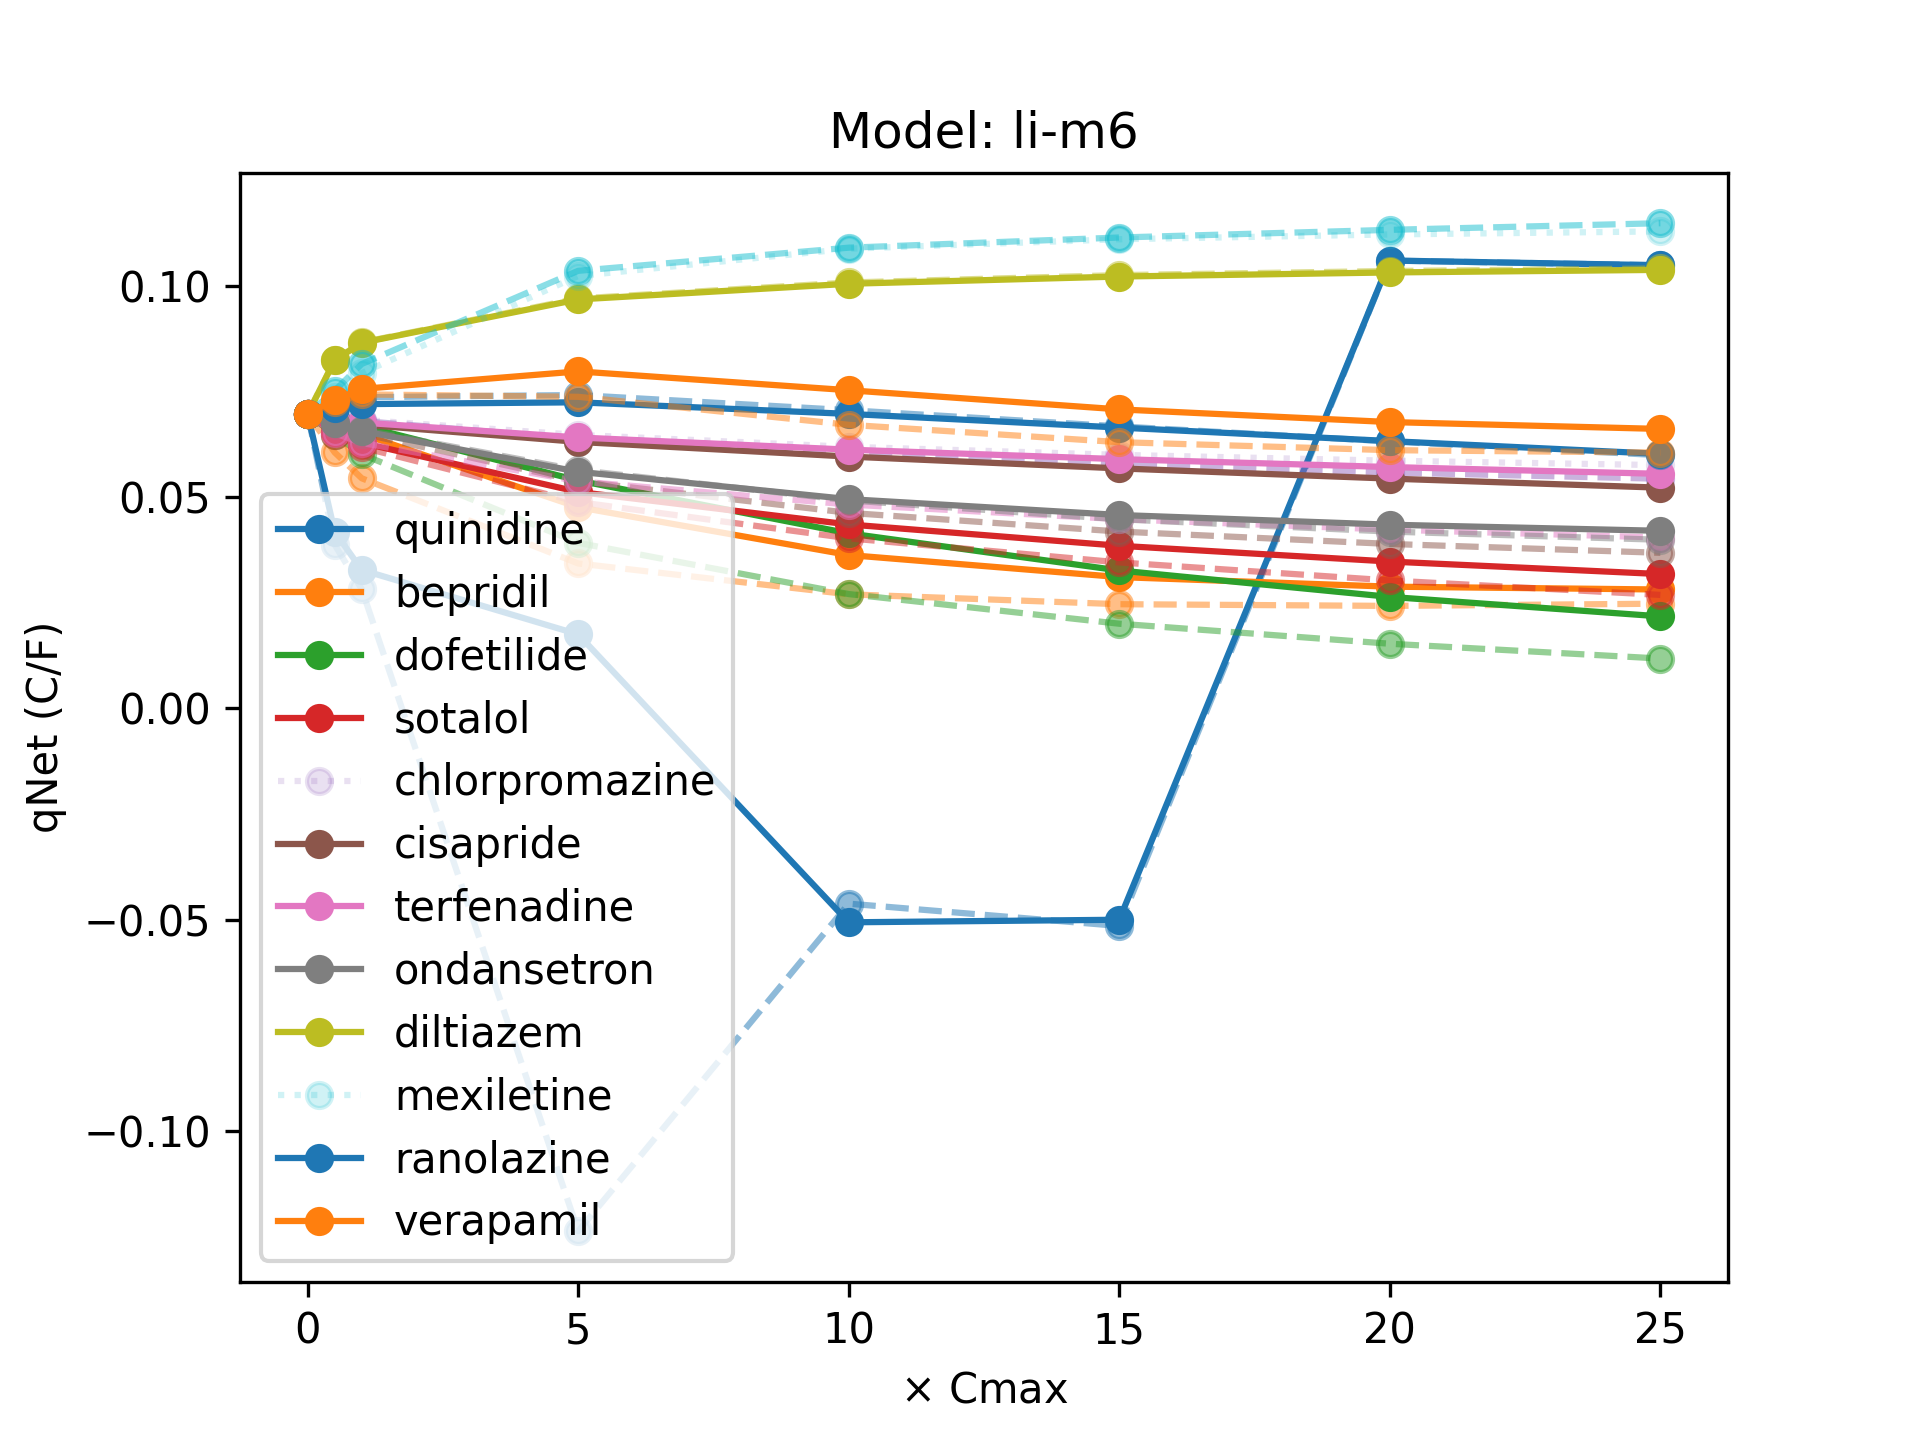 Model: li-m6
qNet (C/F)
0.10
0.05
0.00
−0.05
−0.10
quinidine
bepridil
dofetilide
sotalol
chlorpromazine
cisapride
terfenadine
ondansetron
diltiazem
mexiletine
ranolazine
verapamil
0 5 10 15 20 25
× Cmax